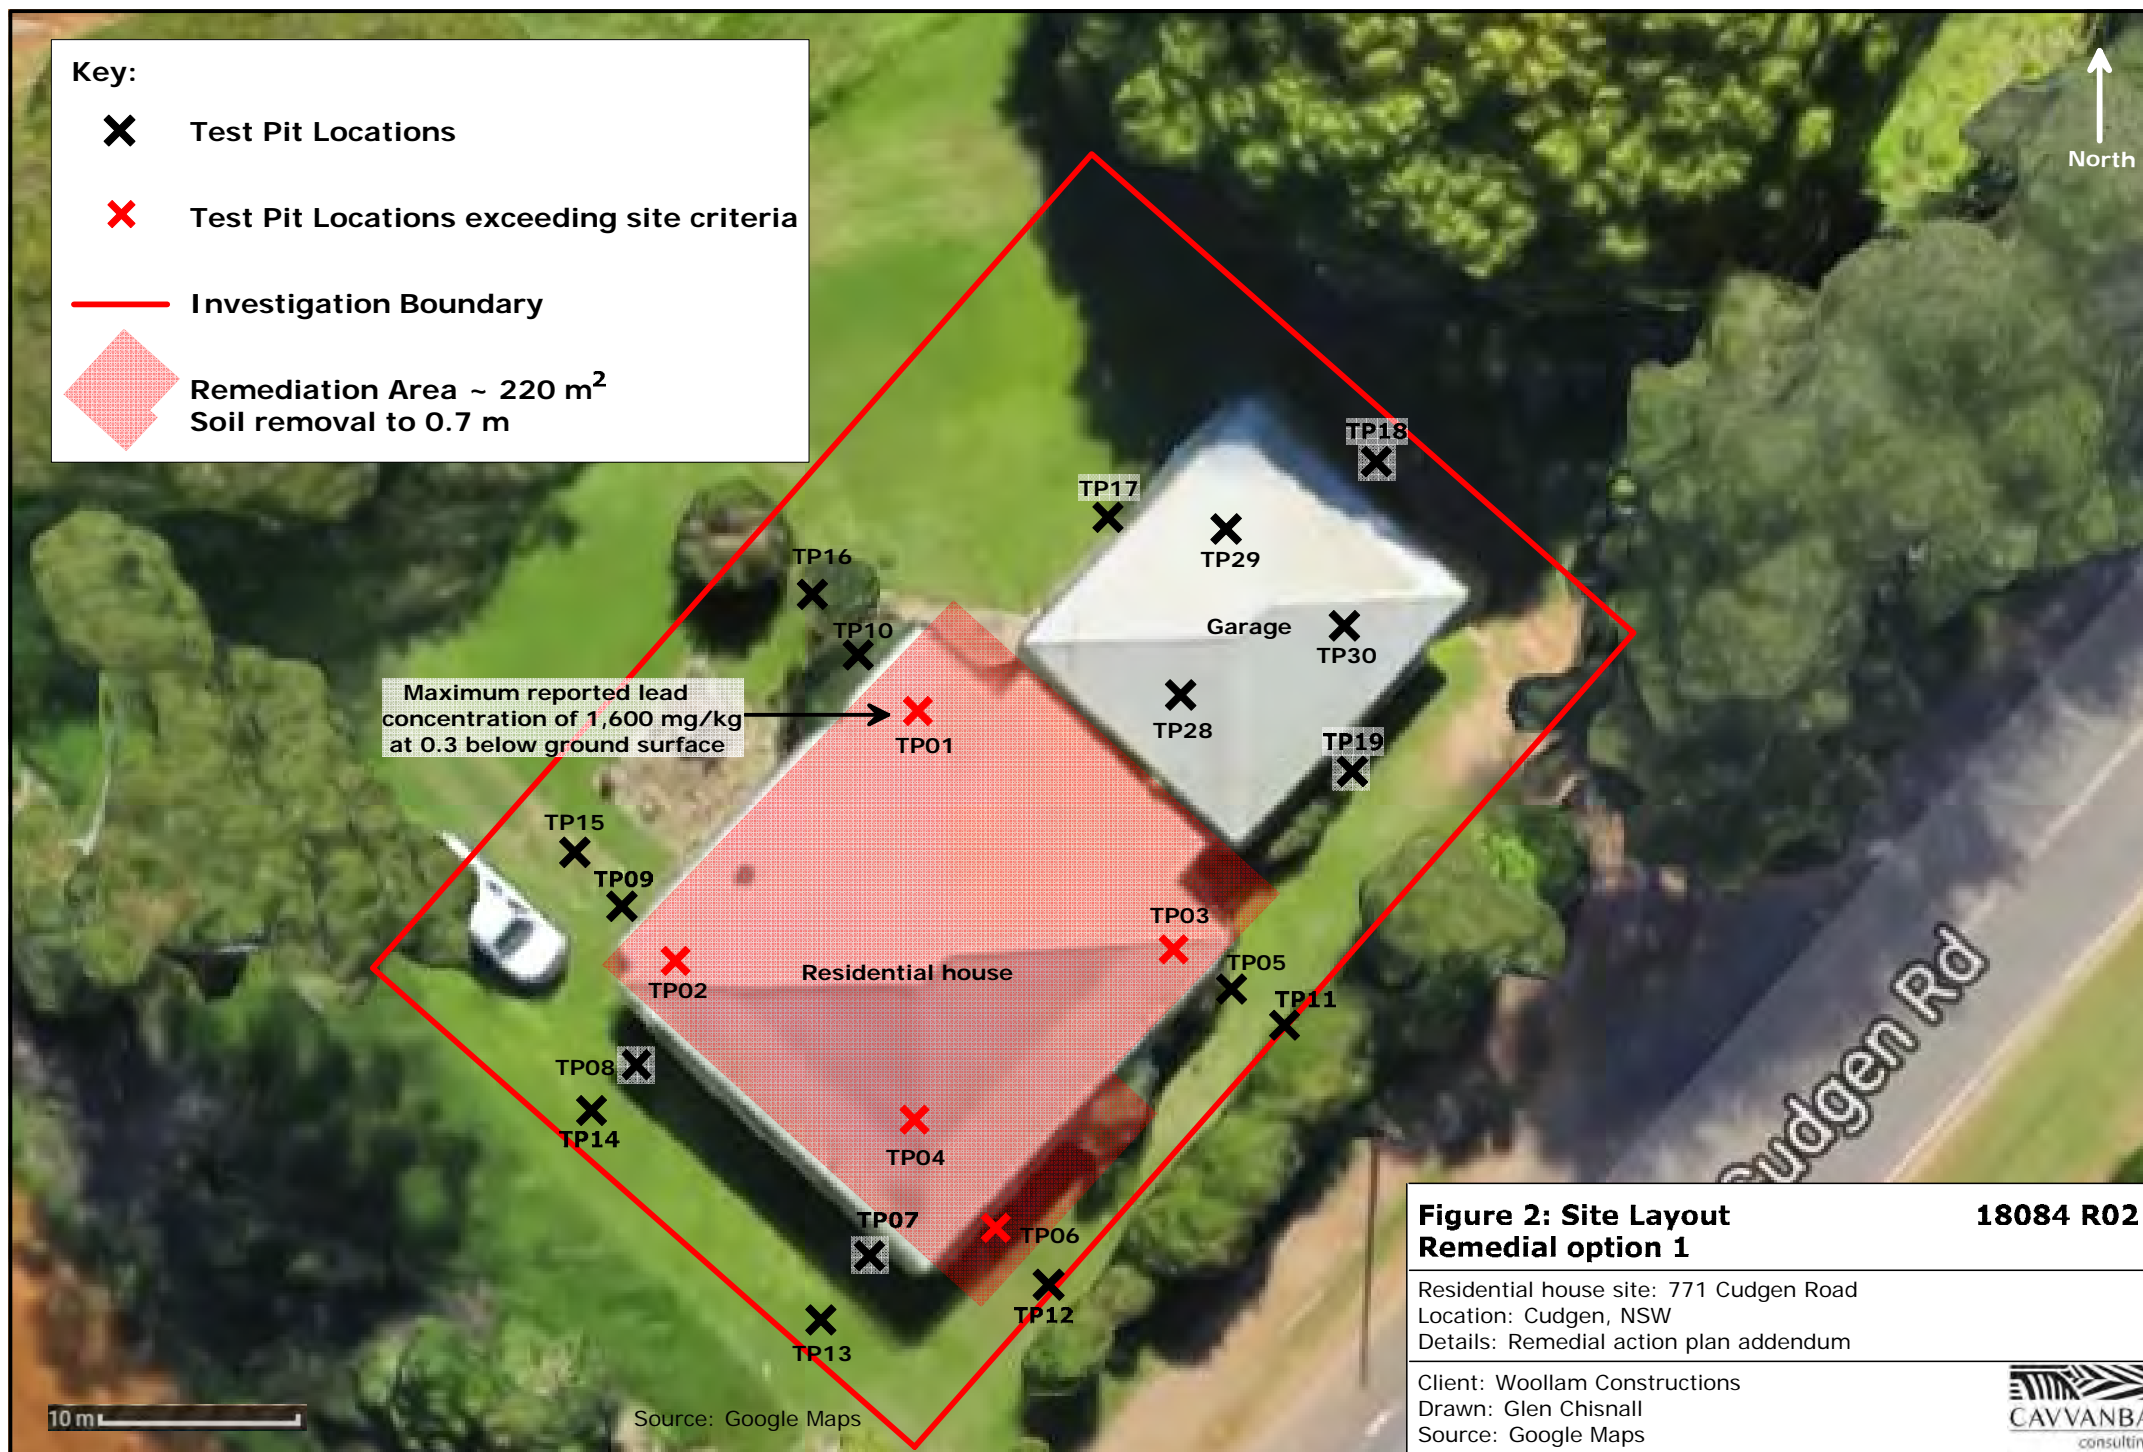 Key:
Test Pit Locations
Test Pit Locations exceeding site criteria
Investigation Boundary
Remediation Area ~ 220 m²
Soil removal to 0.7 m
North
TP18
TP17
TP29
TP16
Garage
TP10
TP30
Maximum reported lead
concentration of 1,600 mg/kg
at 0.3 below ground surface
TP01
TP28
TP19
TP15
TP09
TP03
TP02
Residential house
TP05
TP11
TP08
TP14
TP04
TP07
TP06
TP12
TP13
Cudgen Rd
10 m
Source: Google Maps
Figure 2: Site Layout 18084 R02
Remedial option 1
Residential house site: 771 Cudgen Road
Location: Cudgen, NSW
Details: Remedial action plan addendum
Client: Woollam Constructions
Drawn: Glen Chisnall
Source: Google Maps
CAVVANBA
consulting